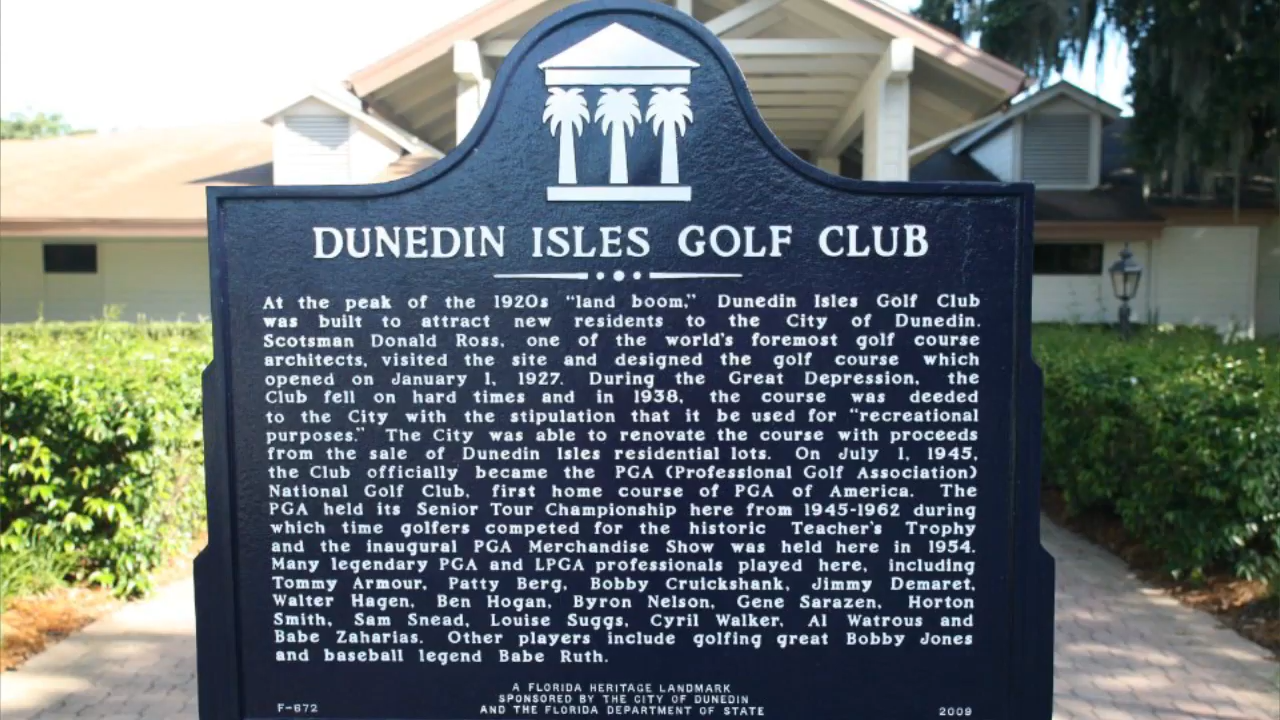 DUNEDIN ISLES GOLF CLUB
At the peak of the 1920s "land boom," Dunedin Isles Golf Club
was built to attract new residents to the City of Dunedin.
Scotsman Donald Ross, one of the world's foremost golf course
architects, visited the site and designed the golf course which
opened on January 1, 1927. During the Great Depression, the
Club fell on hard times and in 1938, the course was deeded
to the City with the stipulation that it be used for "recreational
purposes." The City was able to renovate the course with proceeds
from the sale of Dunedin Isles residential lots. On July 1, 1945,
the Club officially became the PGA (Professional Golf Association)
National Golf Club, first home course of PGA of America. The
PGA held its Senior Tour Championship here from 1945-1962 during
which time golfers competed for the historic Teacher's Trophy
and the inaugural PGA Merchandise Show was held here in 1954.
Many legendary PGA and LPGA professionals played here, including
Tommy Armour, Patty Berg, Bobby Cruickshank, Jimmy Demaret,
Walter Hagen, Ben Hogan, Byron Nelson, Gene Sarazen, Horton
Smith, Sam Snead, Louise Suggs, Cyril Walker, Al Watrous and
Babe Zaharias. Other players include golfing great Bobby Jones
and baseball legend Babe Ruth.
A FLORIDA HERITAGE LANDMARK
SPONSORED BY THE CITY OF DUNEDIN
AND THE FLORIDA DEPARTMENT OF STATE
F-672
2009